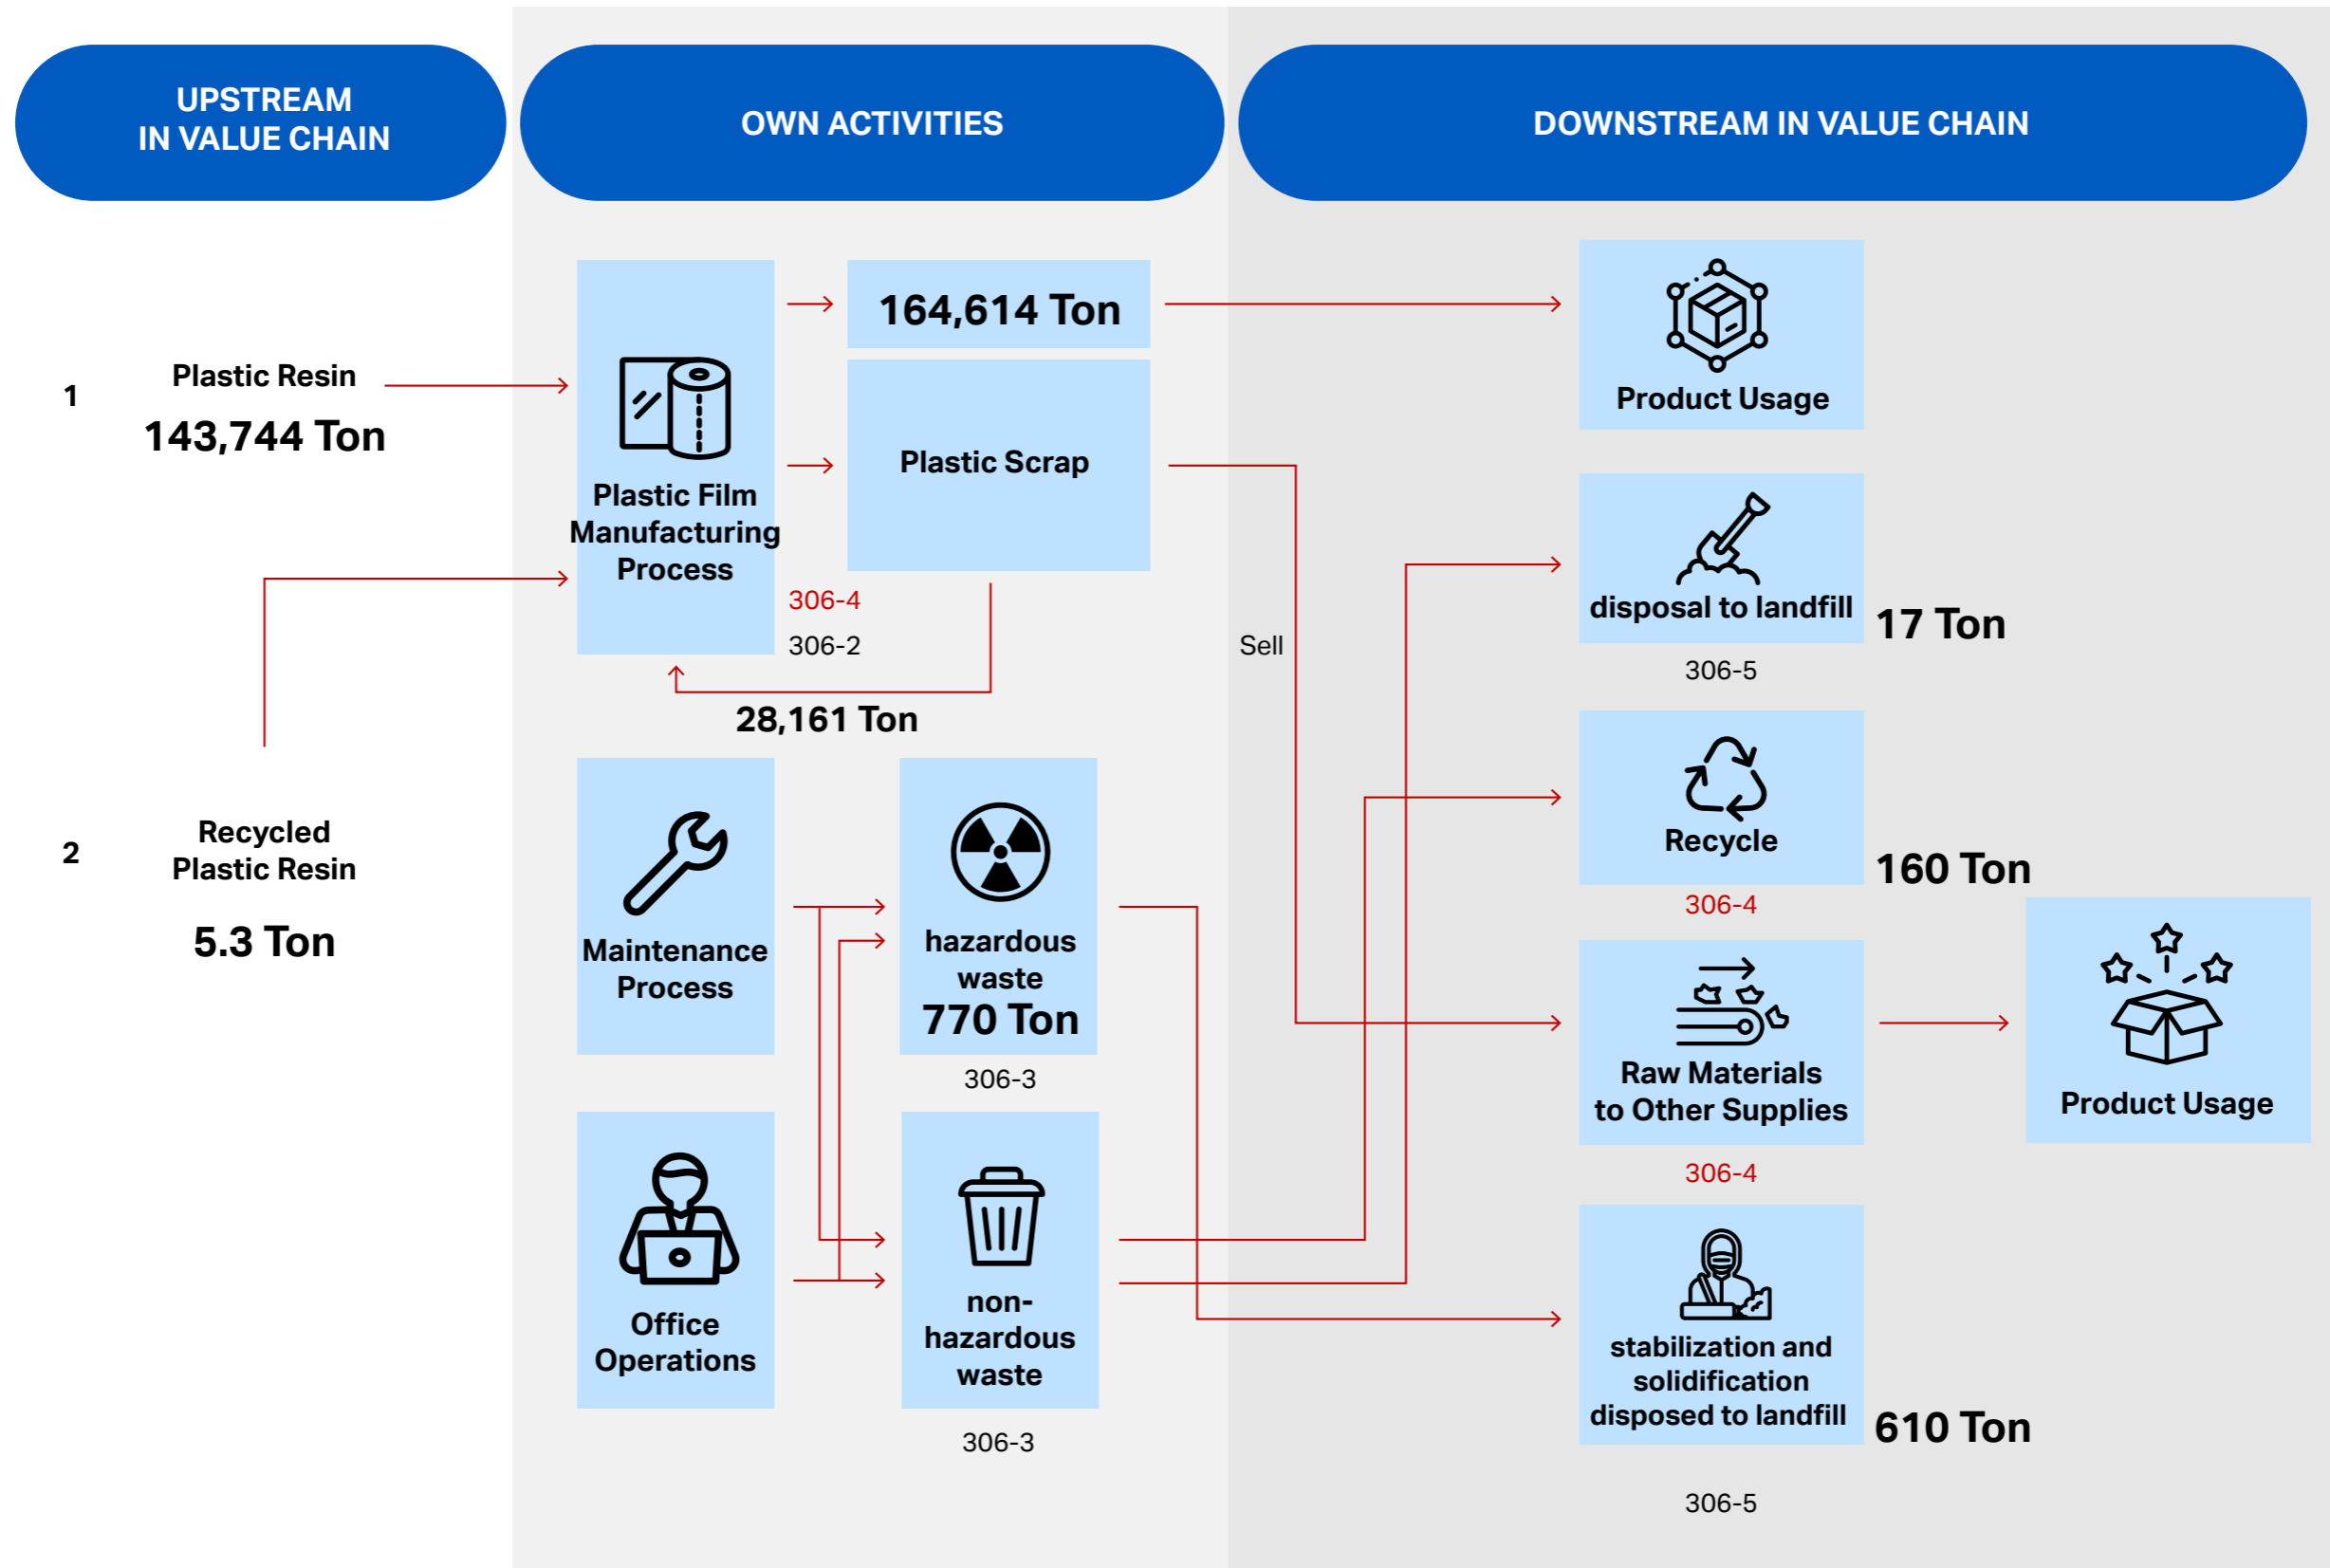 UPSTREAM
IN VALUE CHAIN
OWN ACTIVITIES
DOWNSTREAM IN VALUE CHAIN
1
Plastic Resin
143,744 Ton
2
Recycled
Plastic Resin
5.3 Ton
Plastic Film
Manufacturing
Process
164,614 Ton
Plastic Scrap
306-4
306-2
28,161 Ton
Sell
Maintenance
Process
hazardous
waste
770 Ton
306-3
Office
Operations
non-
hazardous
waste
306-3
Product Usage
disposal to landfill
17 Ton
306-5
Recycle
160 Ton
306-4
Raw Materials
to Other Supplies
306-4
Product Usage
stabilization and
solidification
disposed to landfill
610 Ton
306-5